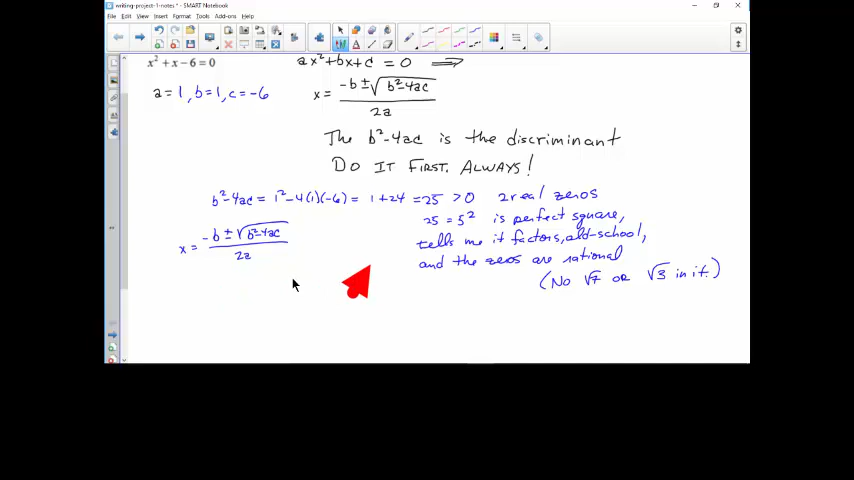 writing-project-1-notes - SMART Notebook
File Edit View Insert Format Tools Add-ons Help
x² + x − 6 = 0
ax²+bx+c = 0 ⟹
a = 1, b = 1, c = −6
x = (−b ± √(b²−4ac)) / 2a
The b²−4ac is the discriminant
DO IT FIRST. ALWAYS!
b²−4ac = 1²−4(1)(−6) = 1+24 = 25 > 0 2 real zeros
25 = 5² is perfect square,
tells me it factors, old-school,
and the zeros are rational
(No √7 or √3 in it.)
x = (−b ± √(b²−4ac)) / 2a